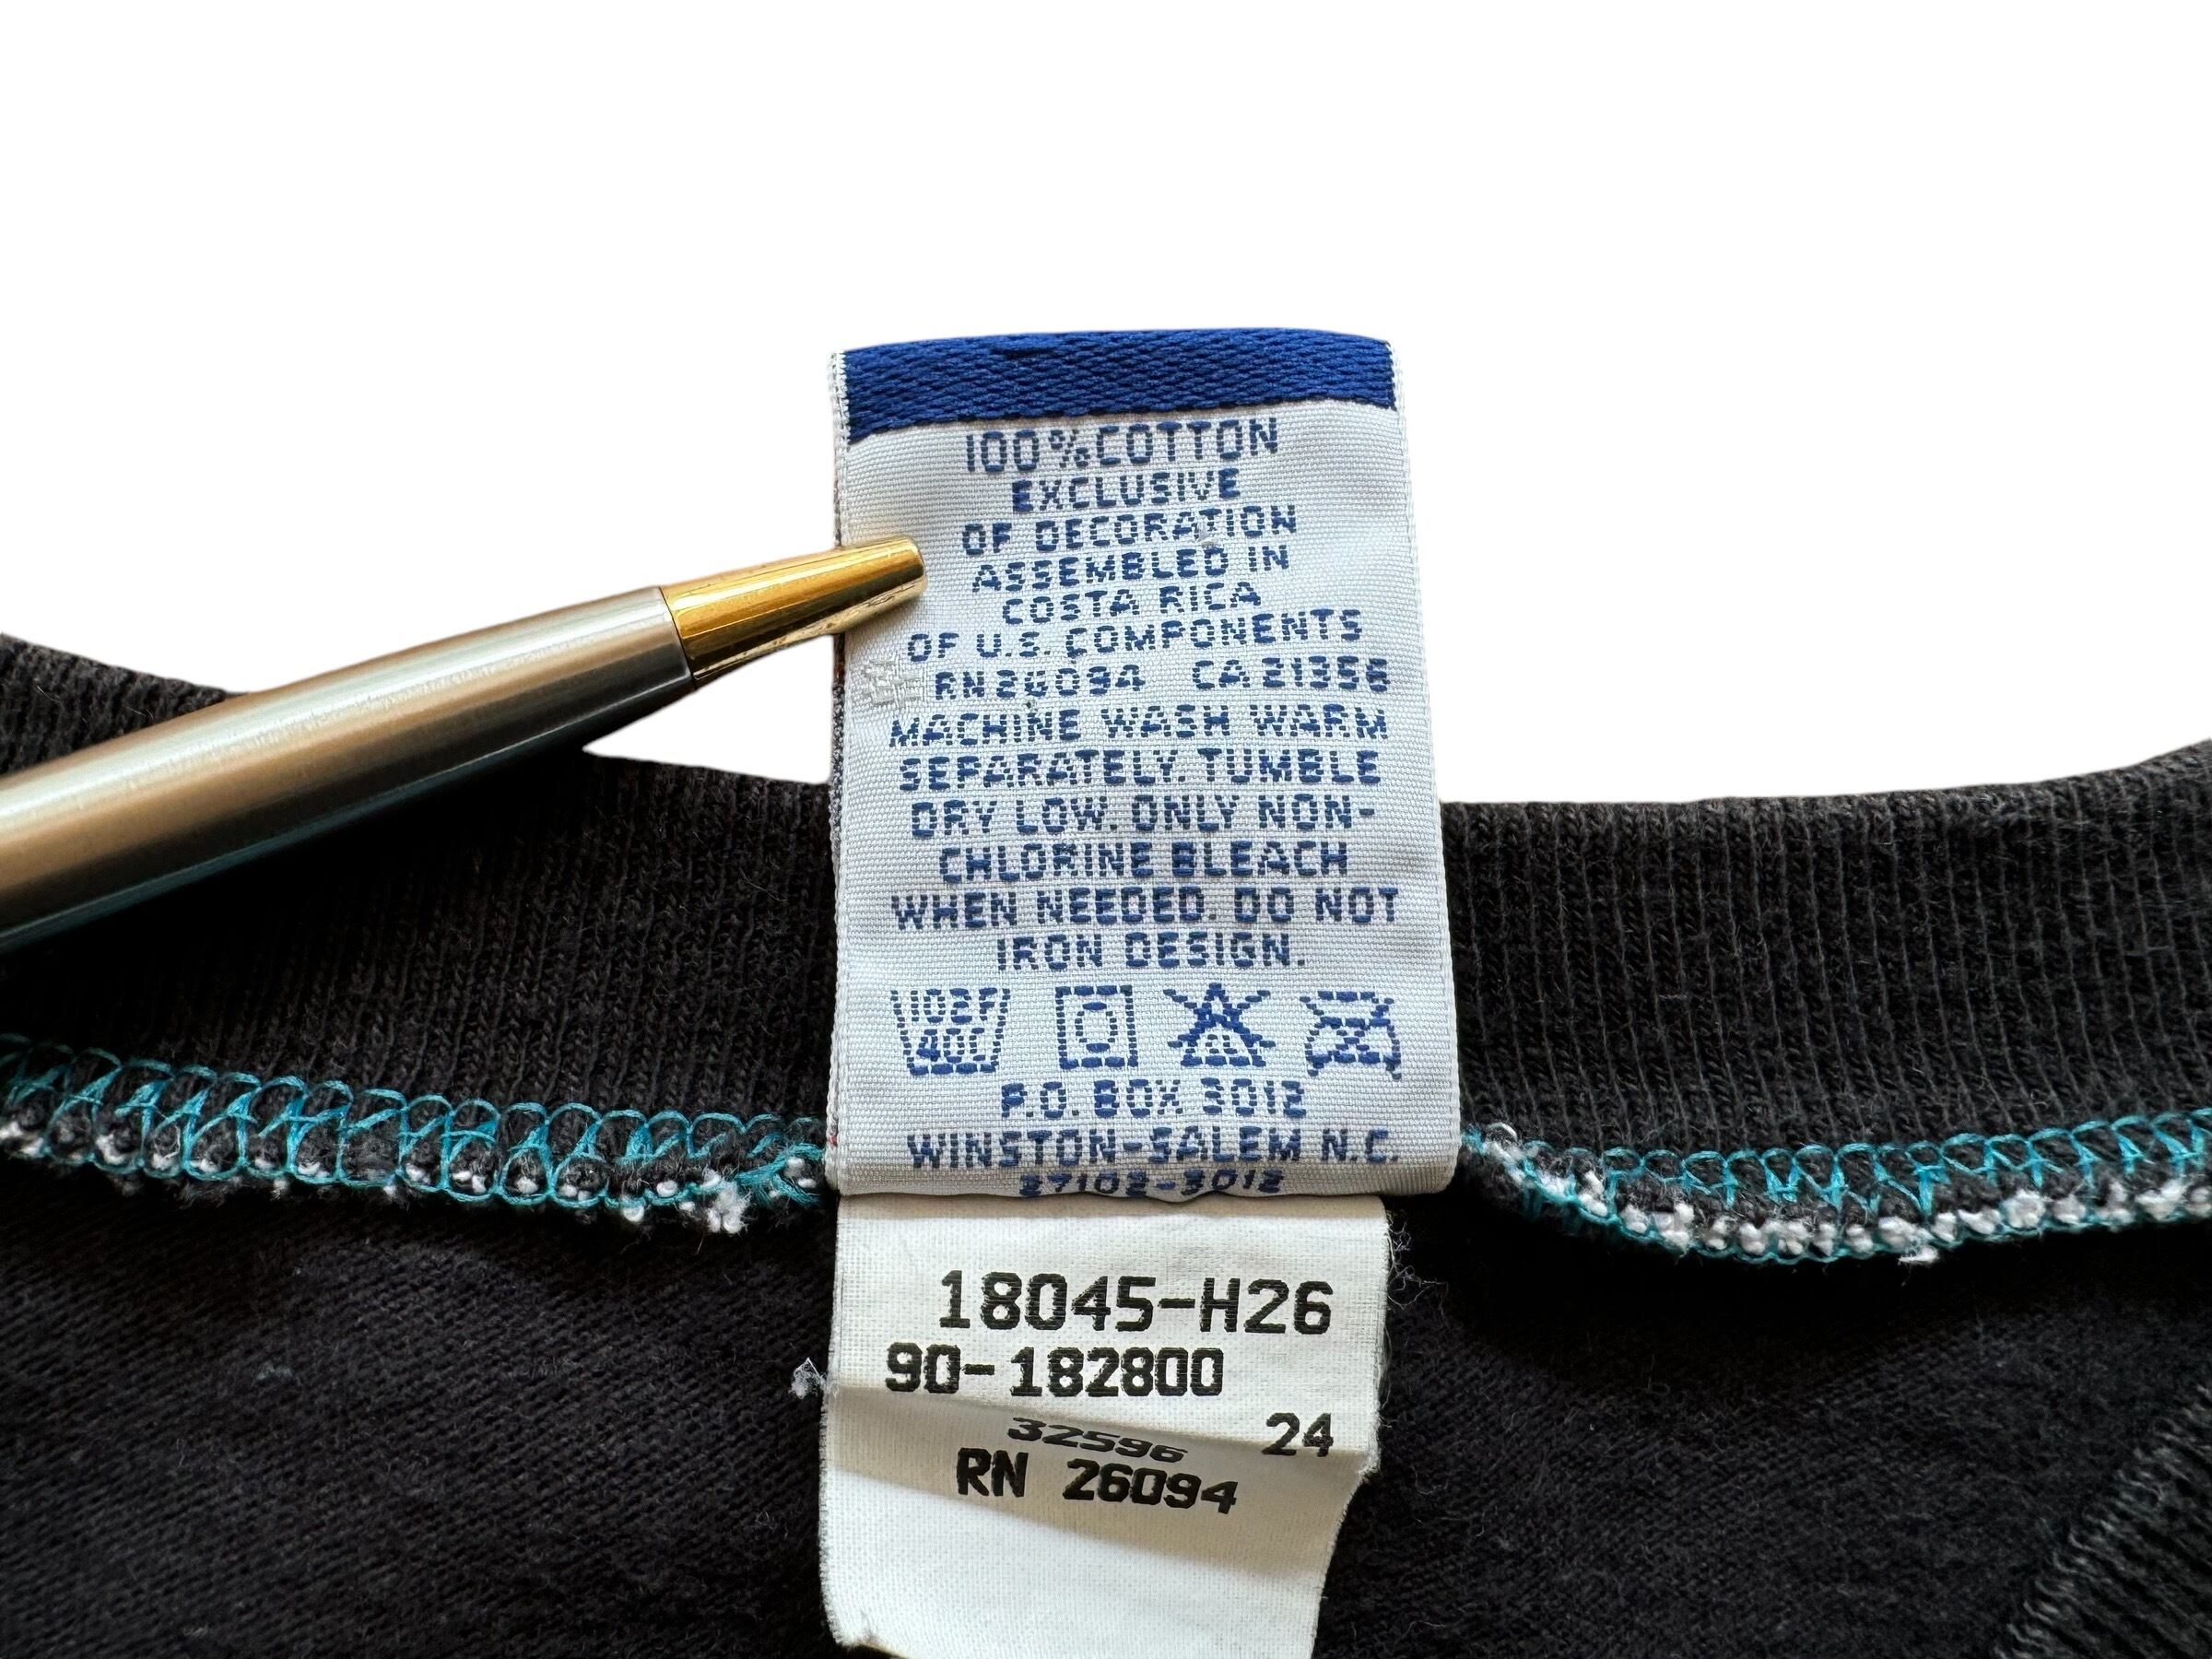 100% COTTON
EXCLUSIVE
OF DECORATION
ASSEMBLED IN
COSTA RICA
OF U.S. COMPONENTS
RN 26094 CA 21356
MACHINE WASH WARM
SEPARATELY. TUMBLE
DRY LOW. ONLY NON-
CHLORINE BLEACH
WHEN NEEDED. DO NOT
IRON DESIGN.
102F
40C
P.O. BOX 3012
WINSTON-SALEM N.C.
27102-3012
18045-H26
90-182800
32596 24
RN 26094